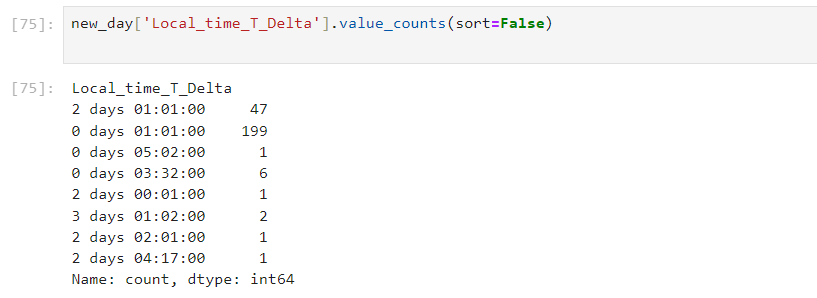 [75]: new_day['Local_time_T_Delta'].value_counts(sort=False)
[75]: Local_time_T_Delta
2 days 01:01:00     47
0 days 01:01:00    199
0 days 05:02:00      1
0 days 03:32:00      6
2 days 00:01:00      1
3 days 01:02:00      2
2 days 02:01:00      1
2 days 04:17:00      1
Name: count, dtype: int64